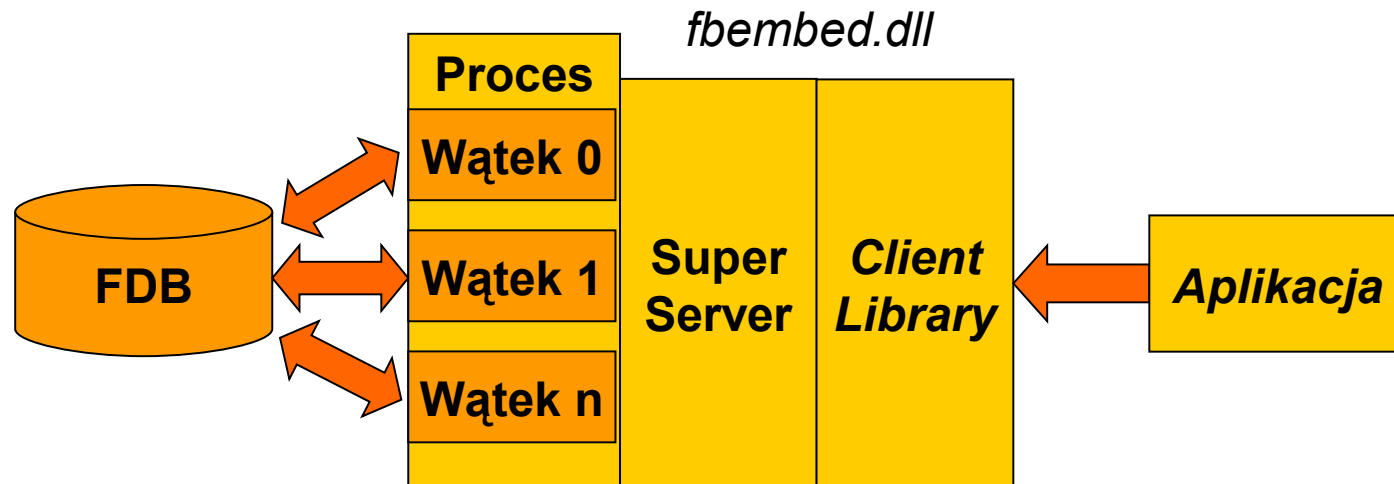 fbembed.dll
Proces
Wątek 0
Wątek 1
Wątek n
FDB
Super
Server
Client
Library
Aplikacja